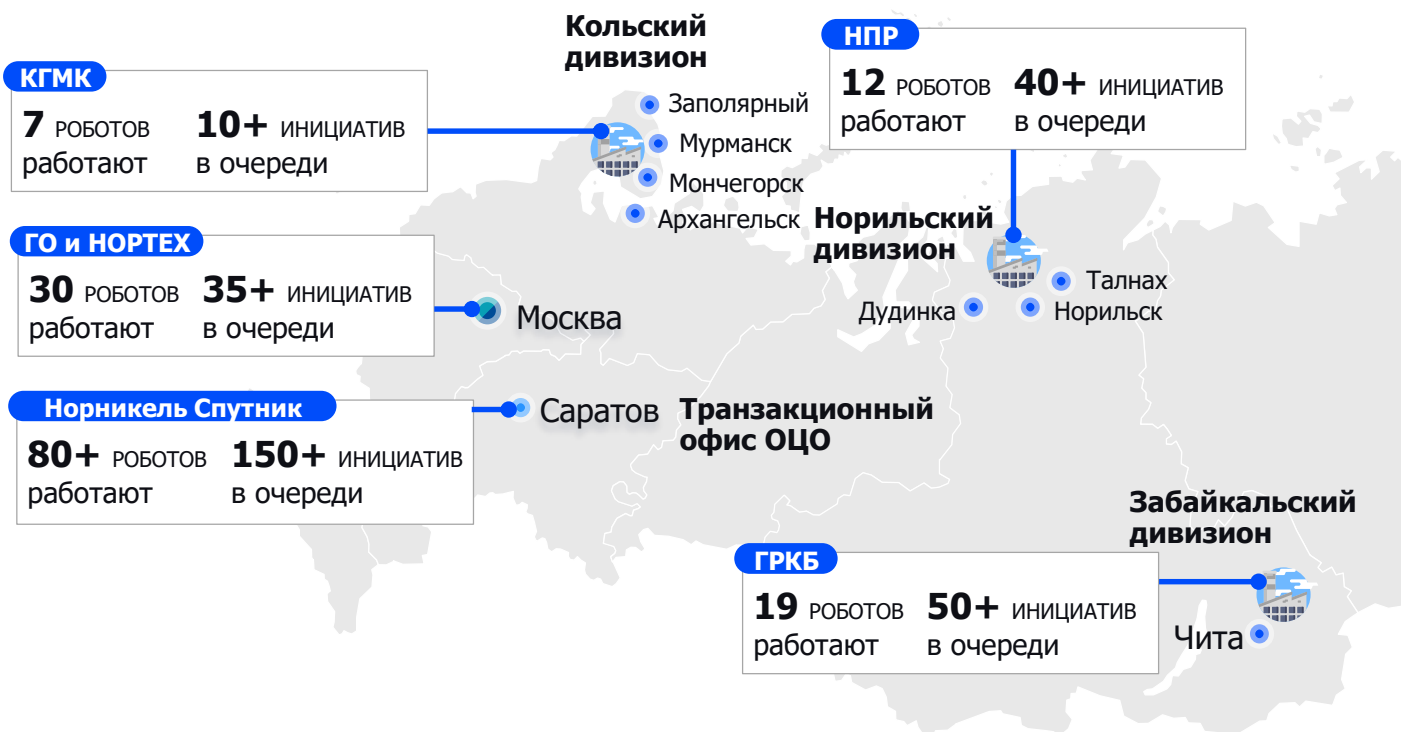 Кольский
дивизион
НПР
12 РОБОТОВ 40+ ИНИЦИАТИВ
работают в очереди
КГМК
7 РОБОТОВ 10+ ИНИЦИАТИВ
работают в очереди
Заполярный
Мурманск
Мончегорск
Архангельск
Норильский
дивизион
Талнах
Дудинка
Норильск
ГО и НОРТЕХ
30 РОБОТОВ 35+ ИНИЦИАТИВ
работают в очереди
Москва
Норникель Спутник
80+ РОБОТОВ 150+ ИНИЦИАТИВ
работают в очереди
Саратов
Транзакционный
офис ОЦО
Забайкальский
дивизион
ГРКБ
19 РОБОТОВ 50+ ИНИЦИАТИВ
работают в очереди
Чита